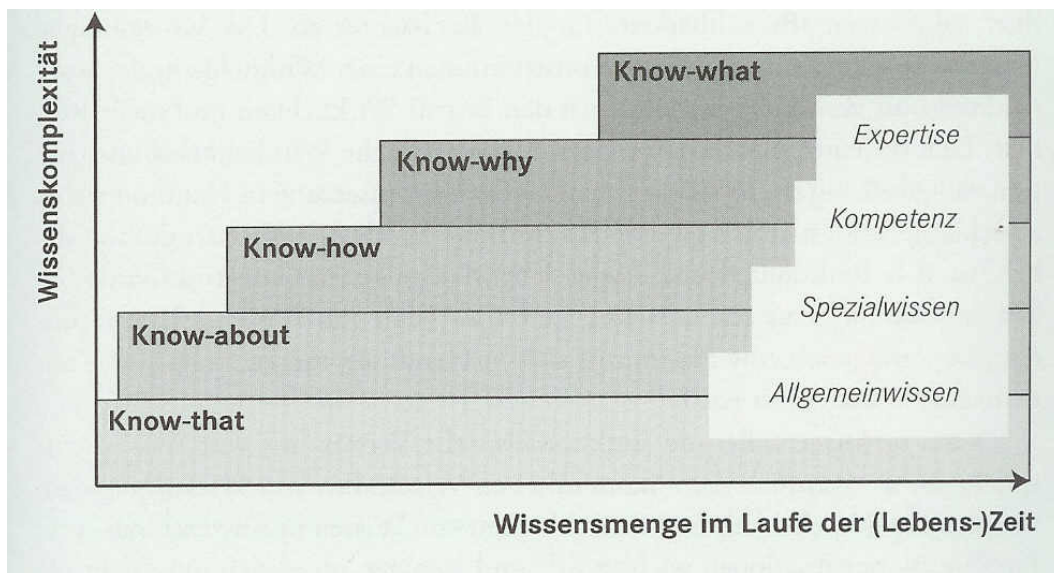 Know-what
Expertise
Know-why
Kompetenz
Know-how
Spezialwissen
Know-about
Allgemeinwissen
Know-that
Wissenskomplexität
Wissensmenge im Laufe der (Lebens-)Zeit